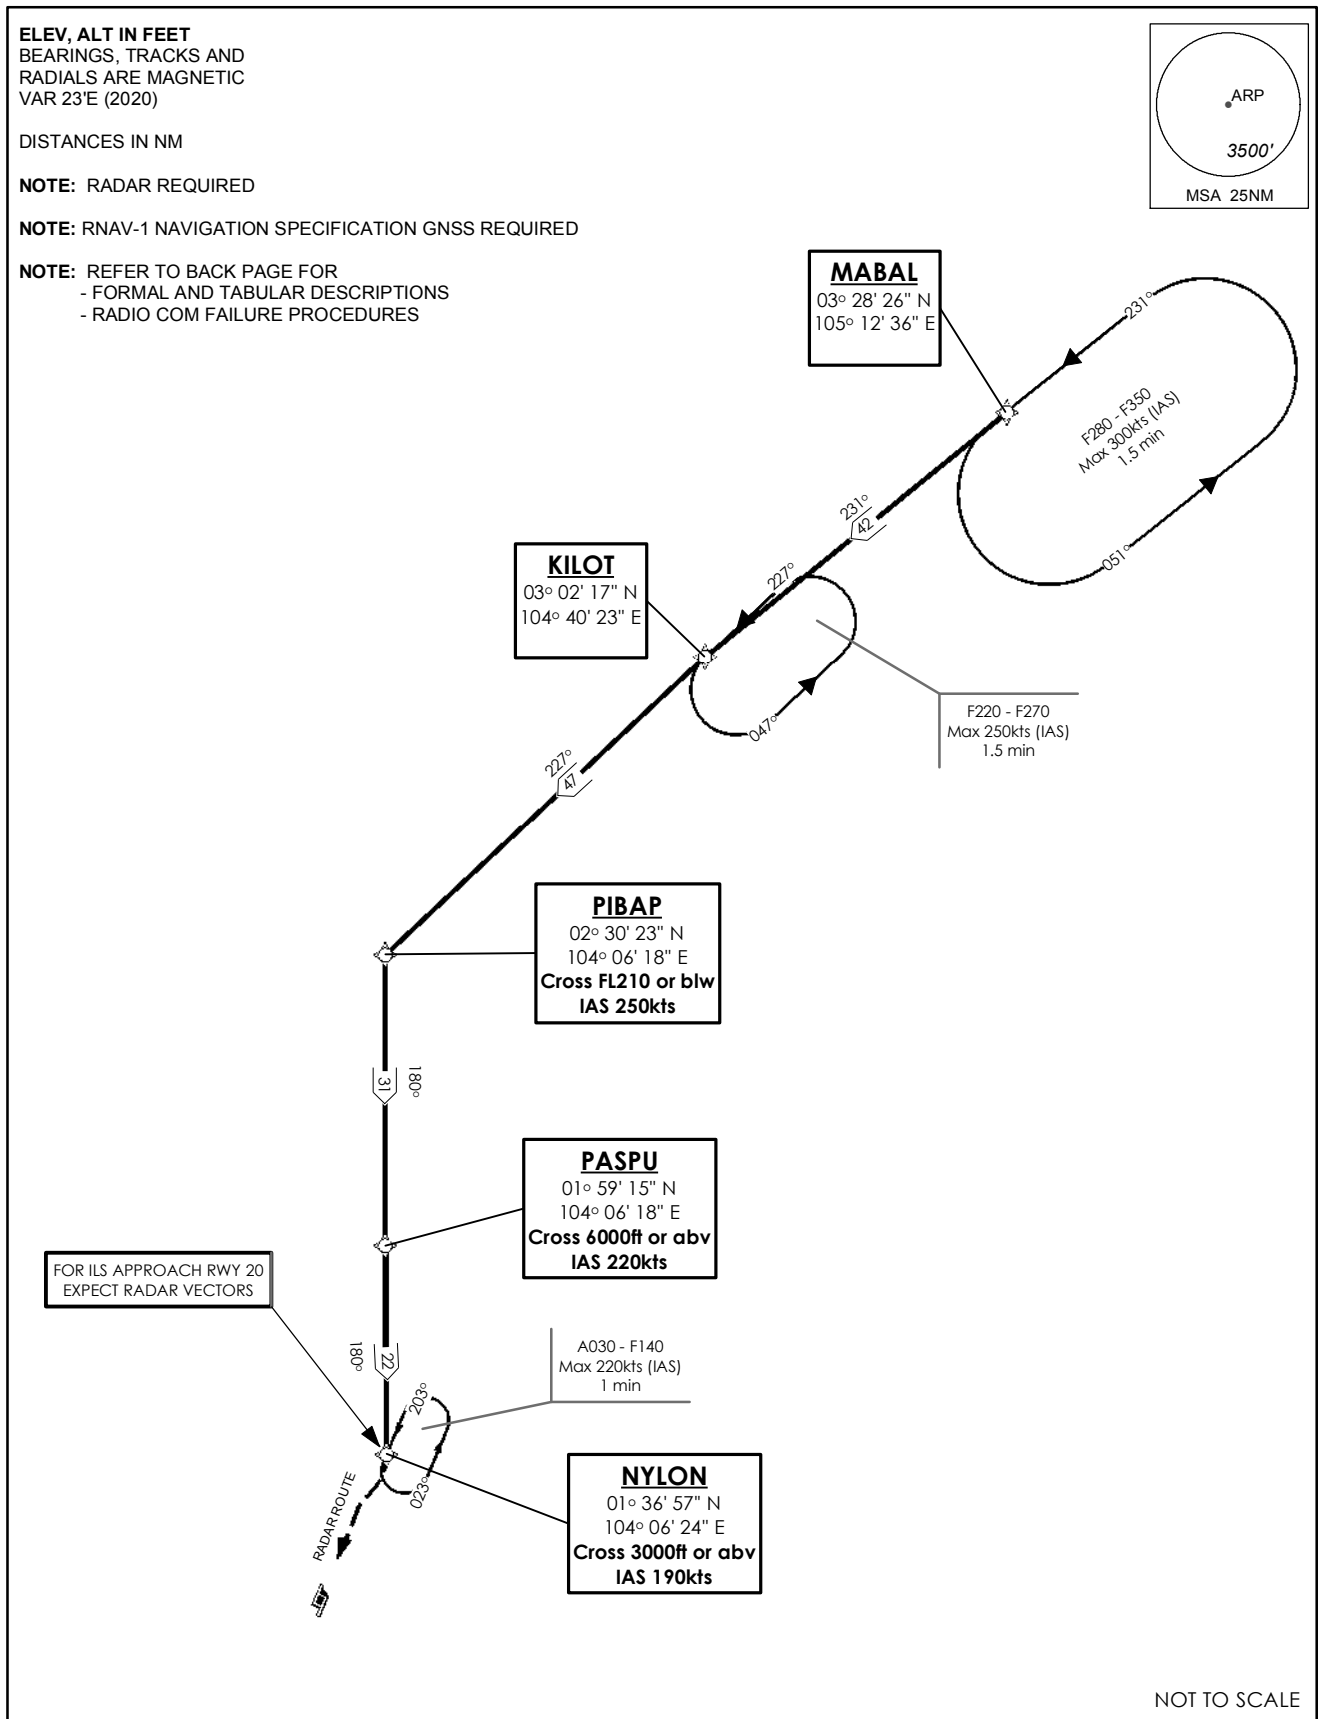 ELEV, ALT IN FEET
BEARINGS, TRACKS AND
RADIALS ARE MAGNETIC
VAR 23'E (2020)
DISTANCES IN NM
NOTE: RADAR REQUIRED
NOTE: RNAV-1 NAVIGATION SPECIFICATION GNSS REQUIRED
NOTE: REFER TO BACK PAGE FOR
- FORMAL AND TABULAR DESCRIPTIONS
- RADIO COM FAILURE PROCEDURES
ARP
3500'
MSA 25NM
MABAL
03° 28' 26" N
105° 12' 36" E
231°
F280 - F350
Max 300kts (IAS)
1.5 min
051°
231°
42
KILOT
03° 02' 17" N
104° 40' 23" E
227°
047°
F220 - F270
Max 250kts (IAS)
1.5 min
227°
47
PIBAP
02° 30' 23" N
104° 06' 18" E
Cross FL210 or blw
IAS 250kts
180°
31
PASPU
01° 59' 15" N
104° 06' 18" E
Cross 6000ft or abv
IAS 220kts
FOR ILS APPROACH RWY 20
EXPECT RADAR VECTORS
180°
22
A030 - F140
Max 220kts (IAS)
1 min
203°
023°
NYLON
01° 36' 57" N
104° 06' 24" E
Cross 3000ft or abv
IAS 190kts
RADAR ROUTE
NOT TO SCALE